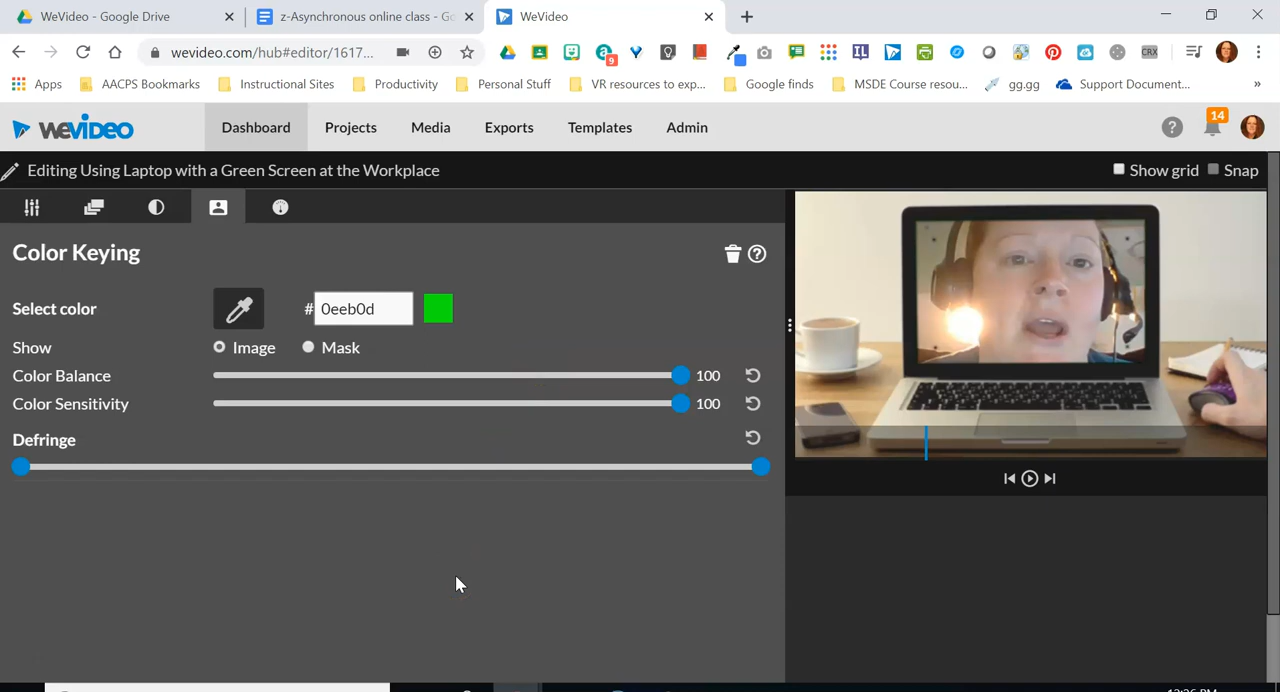 WeVideo - Google Drive
z-Asynchronous online class - Go
WeVideo
wevideo.com/hub#editor/1617...
9
IL
CRX
Apps
AACPS Bookmarks
Instructional Sites
Productivity
Personal Stuff
VR resources to exp...
Google finds
MSDE Course resou...
gg.gg
Support Document...
»
WEVIDEO
Dashboard
Projects
Media
Exports
Templates
Admin
14
Editing Using Laptop with a Green Screen at the Workplace
Show grid
Snap
Color Keying
Select color
# 0eeb0d
Show
Image
Mask
Color Balance
100
Color Sensitivity
100
Defringe